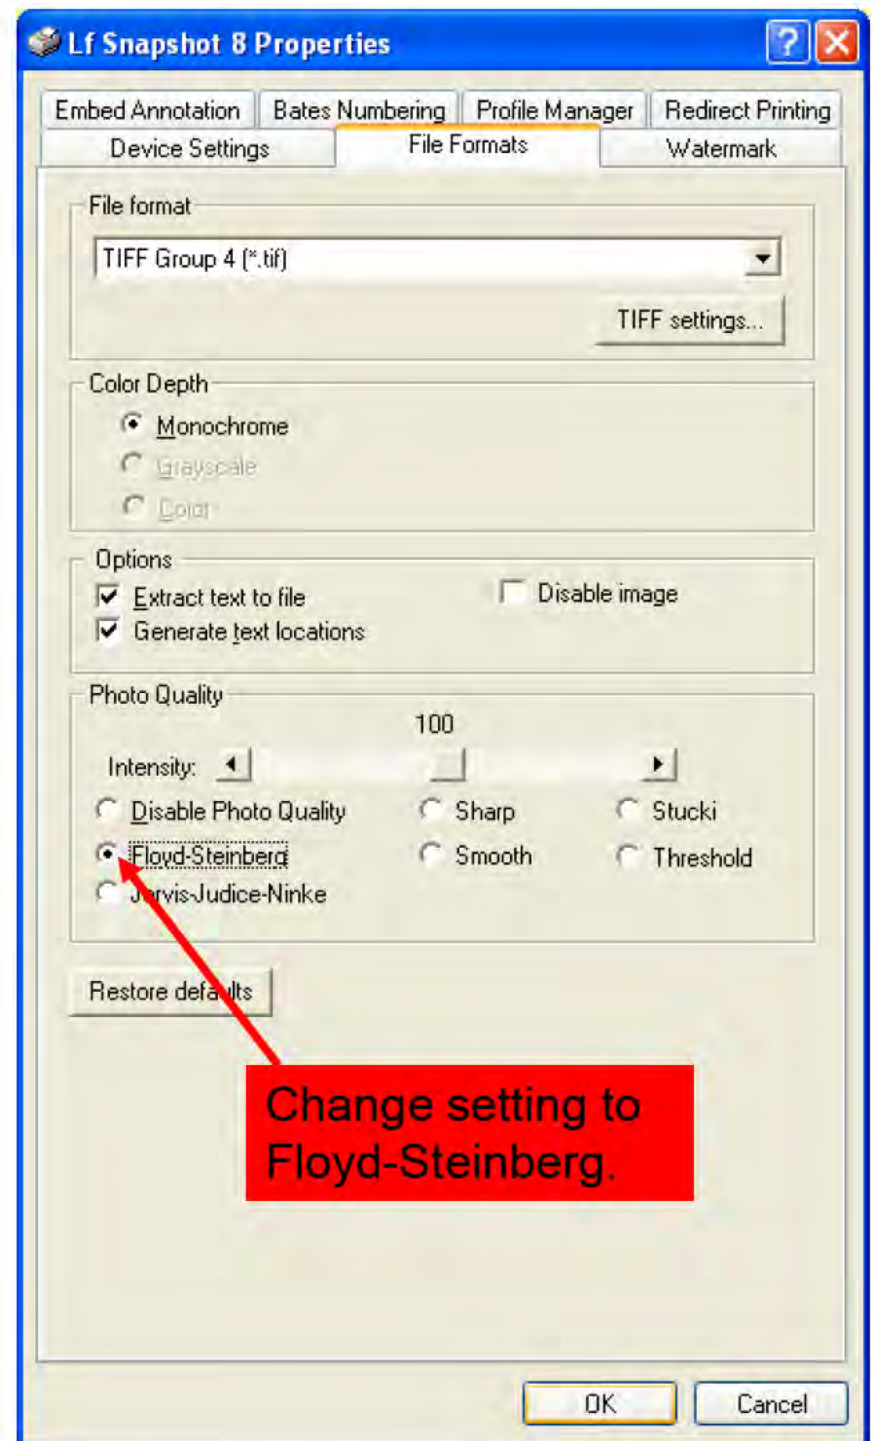 Lf Snapshot 8 Properties
Embed Annotation Bates Numbering Profile Manager Redirect Printing
Device Settings File Formats Watermark
File format
TIFF Group 4 (*.tif)
TIFF settings...
Color Depth
Monochrome
Grayscale
Color
Options
Extract text to file Disable image
Generate text locations
Photo Quality
100
Intensity:
Disable Photo Quality Sharp Stucki
Floyd-Steinberg Smooth Threshold
Jarvis-Judice-Ninke
Restore defaults
Change setting to
Floyd-Steinberg.
OK Cancel